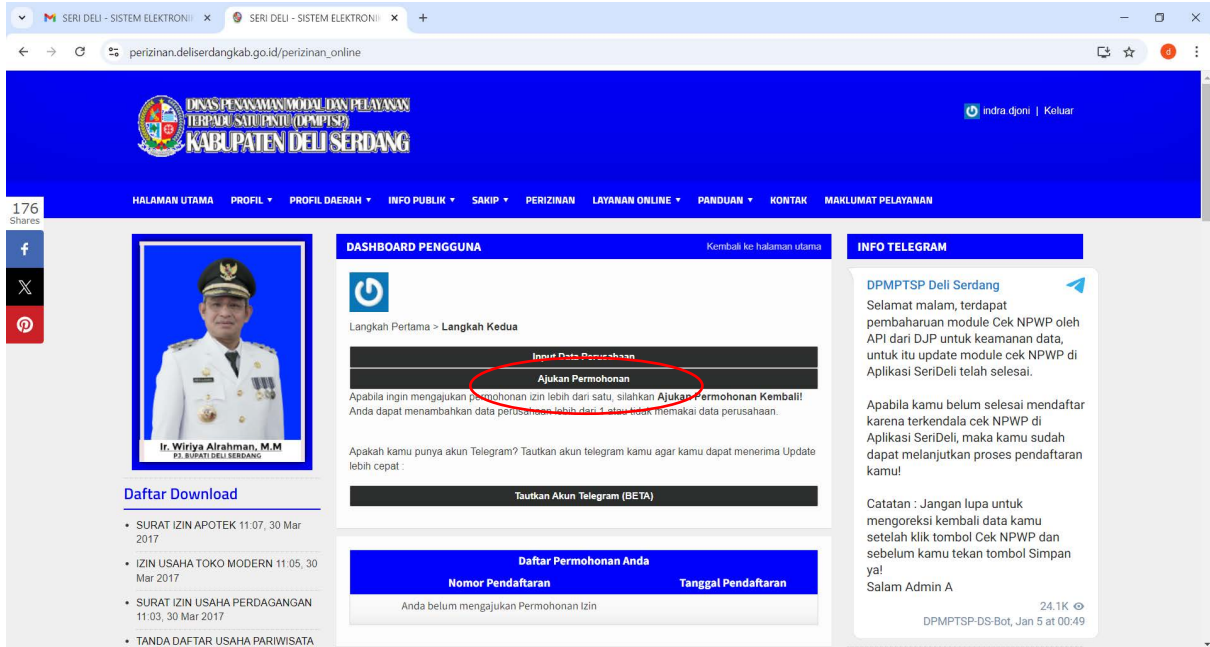 SERI DELI - SISTEM ELEKTRONI
SERI DELI - SISTEM ELEKTRONI
perizinan.deliserdangkab.go.id/perizinan_online
d
DINAS PENANAMAN MODAL DAN PELAYANAN
TERPADU SATU PINTU (DPMPTSP)
KABUPATEN DELI SERDANG
indra djoni | Keluar
HALAMAN UTAMA PROFIL PROFIL DAERAH INFO PUBLIK SAKIP PERIZINAN LAYANAN ONLINE PANDUAN KONTAK MAKLUMAT PELAYANAN
176
Shares
Ir. Wiriya Alrahman, M.M
PJ. BUPATI DELI SERDANG
Daftar Download
SURAT IZIN APOTEK 11:07, 30 Mar
2017
IZIN USAHA TOKO MODERN 11:05, 30
Mar 2017
SURAT IZIN USAHA PERDAGANGAN
11:03, 30 Mar 2017
TANDA DAFTAR USAHA PARIWISATA
DASHBOARD PENGGUNA Kembali ke halaman utama
Langkah Pertama > Langkah Kedua
Input Data Perusahaan
Ajukan Permohonan
Apabila ingin mengajukan permohonan izin lebih dari satu, silahkan Ajukan Permohonan Kembali!
Anda dapat menambahkan data perusahaan lebih dari 1 atau tidak memakai data perusahaan.
Apakah kamu punya akun Telegram? Tautkan akun telegram kamu agar kamu dapat menerima Update
lebih cepat :
Tautkan Akun Telegram (BETA)
Daftar Permohonan Anda
Nomor Pendaftaran Tanggal Pendaftaran
Anda belum mengajukan Permohonan Izin
INFO TELEGRAM
DPMPTSP Deli Serdang
Selamat malam, terdapat
pembaharuan module Cek NPWP oleh
API dari DJP untuk keamanan data,
untuk itu update module cek NPWP di
Aplikasi SeriDeli telah selesai.
Apabila kamu belum selesai mendaftar
karena terkendala cek NPWP di
Aplikasi SeriDeli, maka kamu sudah
dapat melanjutkan proses pendaftaran
kamu!
Catatan : Jangan lupa untuk
mengoreksi kembali data kamu
setelah klik tombol Cek NPWP dan
sebelum kamu tekan tombol Simpan
ya!
Salam Admin A
24.1K
DPMPTSP-DS-Bot, Jan 5 at 00:49